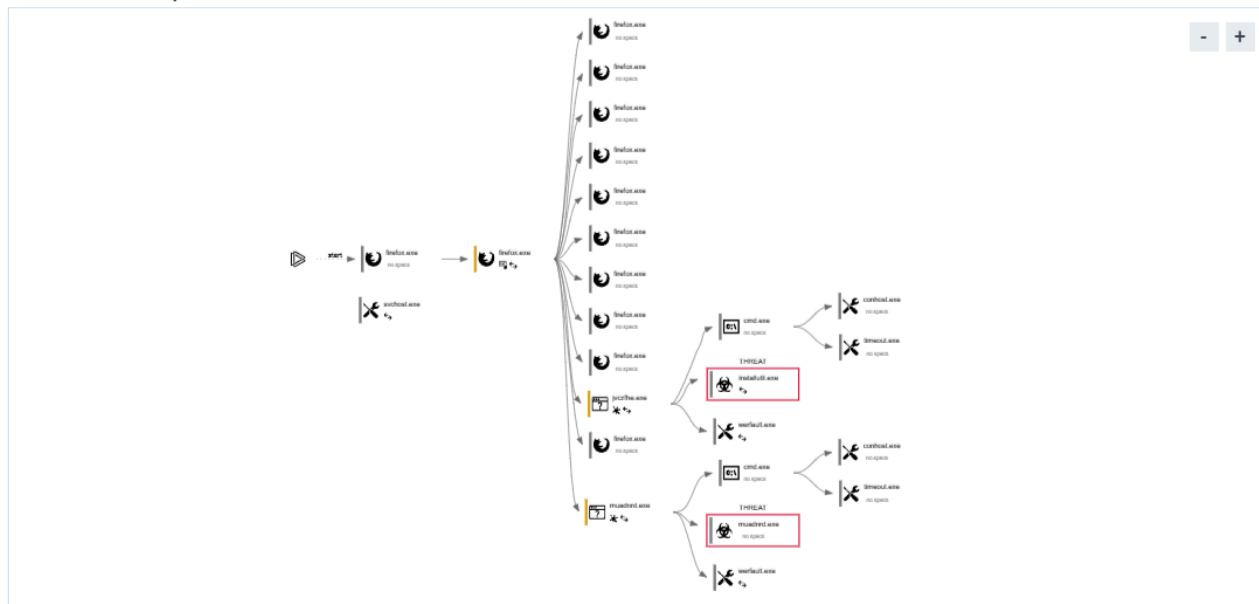 - +
firefox.exe
no specs
firefox.exe
no specs
firefox.exe
no specs
firefox.exe
no specs
firefox.exe
no specs
firefox.exe
no specs
start
firefox.exe
no specs
firefox.exe
firefox.exe
no specs
svchost.exe
firefox.exe
no specs
cmd.exe
no specs
conhost.exe
no specs
timeout.exe
no specs
firefox.exe
no specs
THREAT
installutil.exe
jvczfhe.exe
werfault.exe
firefox.exe
no specs
cmd.exe
no specs
conhost.exe
no specs
timeout.exe
no specs
muadnrd.exe
THREAT
muadnrd.exe
no specs
werfault.exe